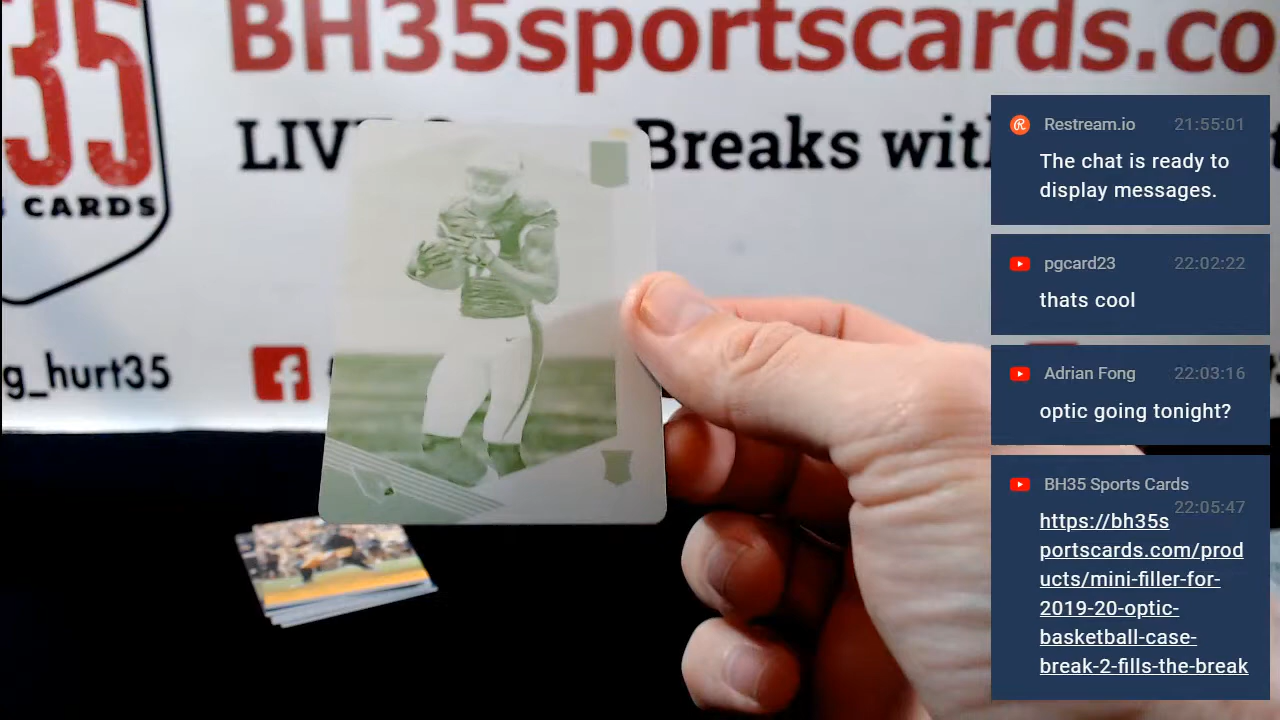 35
BH35sportscards.co
LIV Breaks wit
CARDS
g_hurt35
Restream.io 21:55:01
The chat is ready to
display messages.
pgcard23 22:02:22
thats cool
Adrian Fong 22:03:16
optic going tonight?
BH35 Sports Cards
22:05:47
https://bh35s
portscards.com/prod
ucts/mini-filler-for-
2019-20-optic-
basketball-case-
break-2-fills-the-break